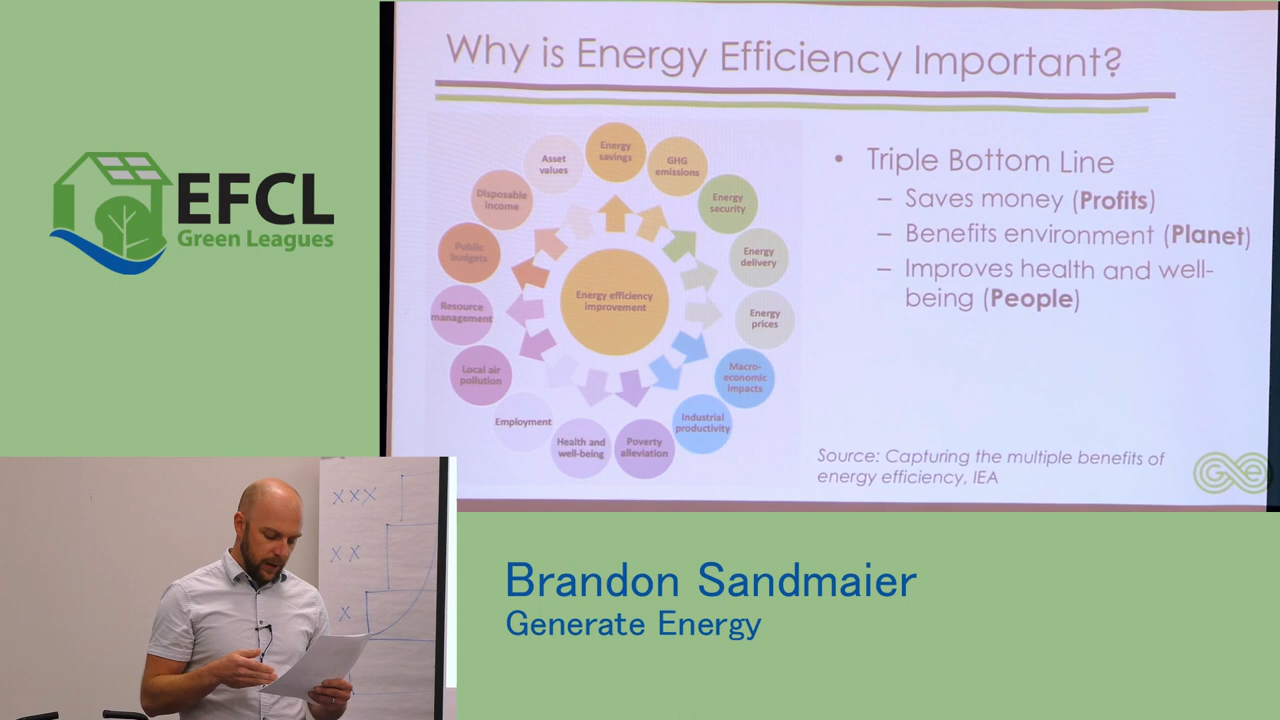 EFCL
Green Leagues
Why is Energy Efficiency Important?
Energy
savings
GHG
emissions
Energy
security
Energy
delivery
Energy
prices
Macro-
economic
impacts
Industrial
productivity
Poverty
alleviation
Health and
well-being
Employment
Local air
pollution
Resource
management
Public
budgets
Disposable
income
Asset
values
Energy efficiency
improvement
• Triple Bottom Line
– Saves money (Profits)
– Benefits environment (Planet)
– Improves health and well-
being (People)
Source: Capturing the multiple benefits of
energy efficiency, IEA
Ge
XXX
XX
X
Brandon Sandmaier
Generate Energy